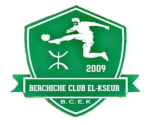 2009
BERCHICHE CLUB EL-KSEUR
B.C.E.K